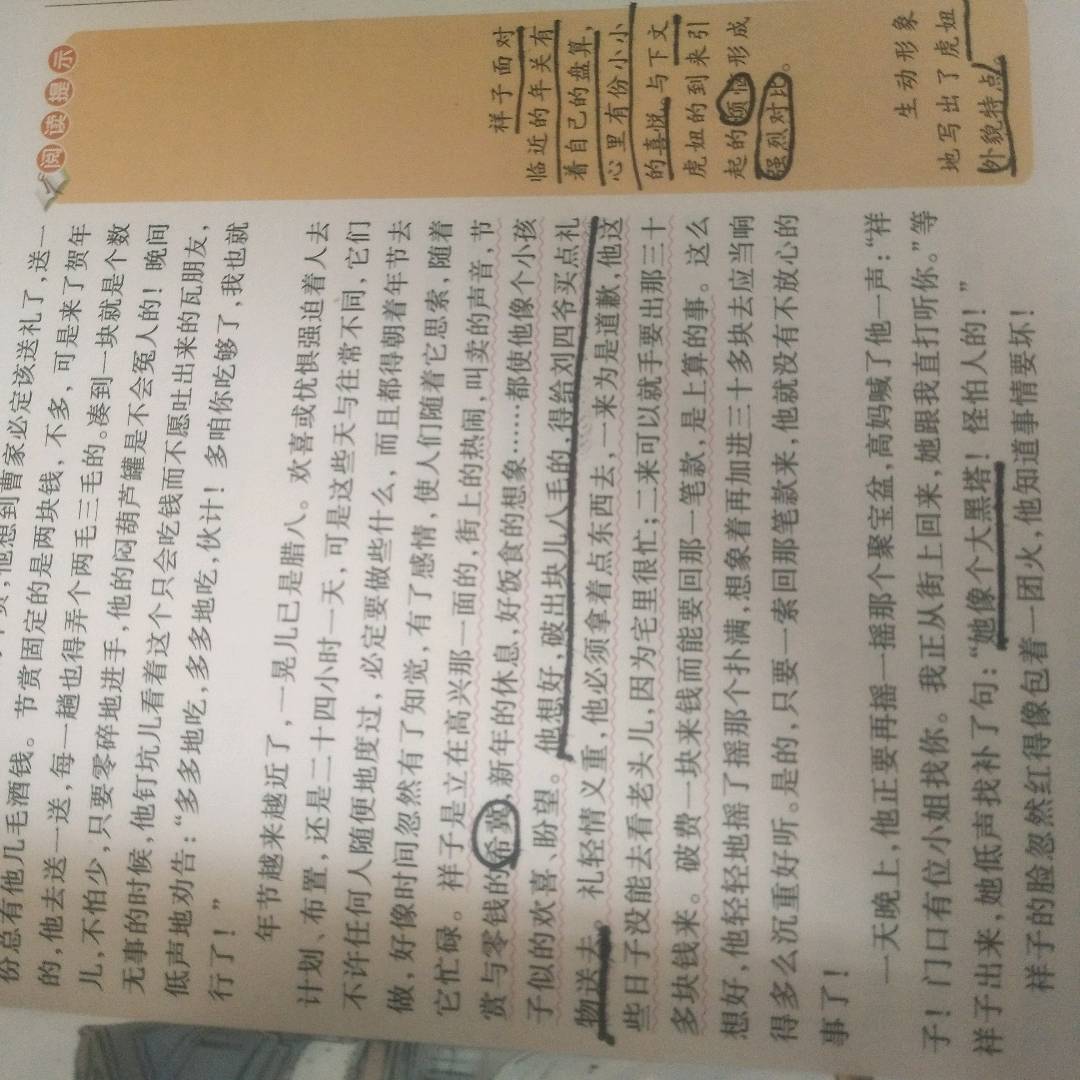 份总有他几毛酒钱。节赏固定的是两块钱,不多,可是来了贺年
的,他去送一送,每一趟也得弄个两毛三毛的。凑到一块就是个数
儿,不怕少,只要零碎地进手,他的闷葫芦罐是不会冤人的!晚间
无事的时候,他钉坑儿看着这个只会吃钱而不愿吐出来的瓦朋友,
低声地劝告:“多多地吃,多多地吃,伙计!多咱你吃够了,我也就
行了!”
年节越来越近了,一晃儿已是腊八。欢喜或忧惧强迫着人去
计划、布置,还是二十四小时一天,可是这些天与往常不同,它们
不许任何人随便地度过,必定要做些什么,而且都得朝着年节去
做,好像时间忽然有了知觉,有了感情,使人们随着它思索,随着
它忙碌。祥子是立在高兴那一面的,街上的热闹,叫卖的声音,节
赏与零钱的希冀,新年的休息,好饭食的想象……都使他像个小孩
子似的欢喜、盼望。他想好,破出块儿八毛的,得给刘四爷买点礼
物送去。礼轻情义重,他必须拿着点东西去,一来为是道歉,他这
些日子没能去看老头儿,因为宅里很忙;二来可以就手要出那三十
多块钱来。破费一块来钱而能要回那一笔款,是上算的事。这么
想好,他轻轻地摇了摇那个扑满,想象着再加进三十多块去应当响
得多么沉重好听。是的,只要一索回那笔款来,他就没有不放心的
事了!
一天晚上,他正要再摇一摇那个聚宝盆,高妈喊了他一声:“祥
子!门口有位小姐找你。我正从街上回来,她跟我直打听你。”等
祥子出来,她低声找补了句:“她像个大黑塔!怪怕人的!”
祥子的脸忽然红得像包着一团火,他知道事情要坏!
阅读提示
祥子面对
临近的年关有
着自己的盘算,
心里有份小小
的喜悦,与下文
虎妞的到来引
起的烦恼形成
强烈对比。
生动形象
地写出了虎妞
外貌特点。